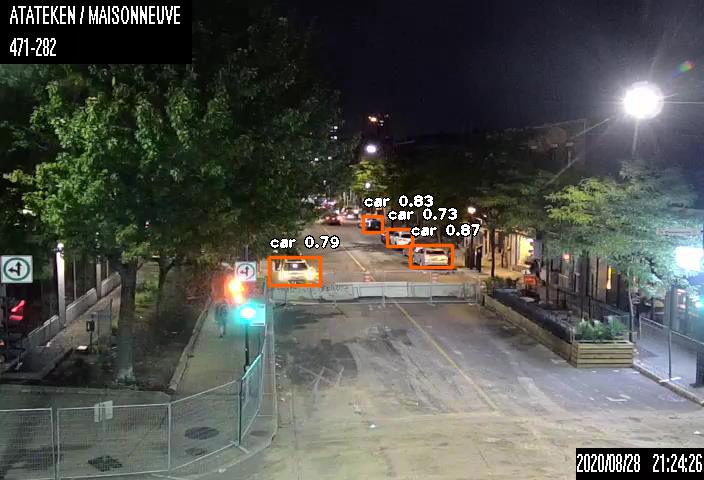 ATATEKEN / MAISONNEUVE
471-282
car 0.83
car 0.73
car 0.87
car 0.79
2020/08/28 21:24:26